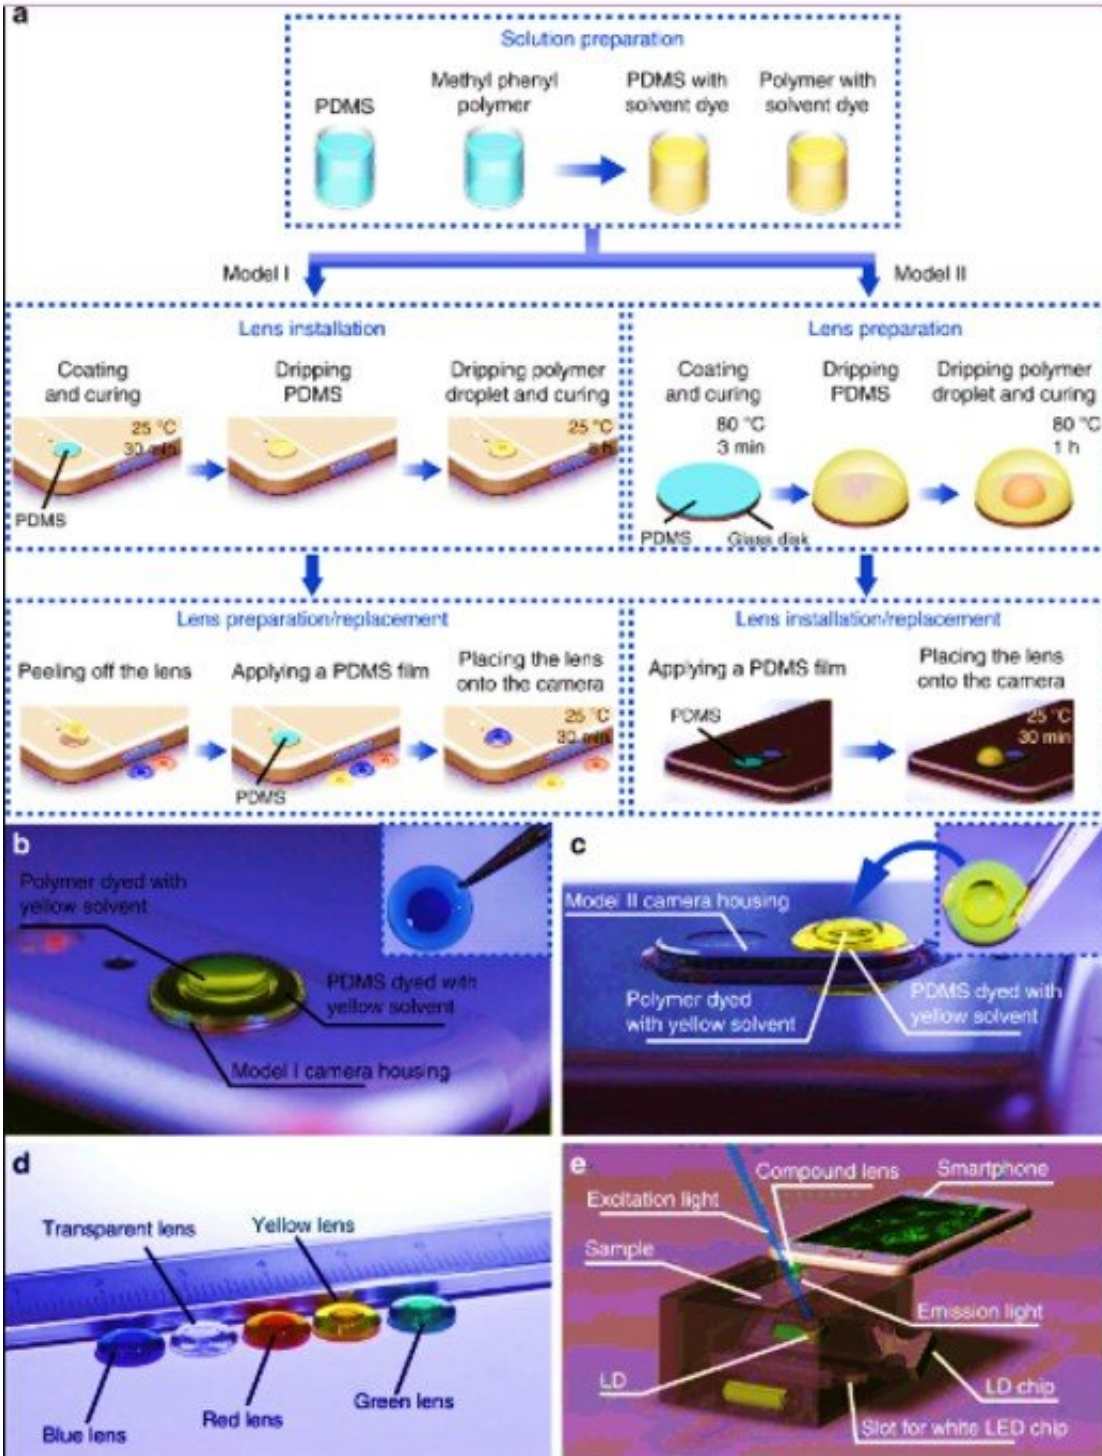 a
Solution preparation
PDMS
Methyl phenyl
polymer
PDMS with
solvent dye
Polymer with
solvent dye
Model I
Model II
Lens installation
Coating
and curing
25 °C
30 min
PDMS
Dripping
PDMS
Dripping polymer
droplet and curing
25 °C
h
Lens preparation
Coating
and curing
80 °C
3 min
PDMS
Glass disk
Dripping
PDMS
Dripping polymer
droplet and curing
80 °C
1 h
Lens preparation/replacement
Peeling off the lens
Applying a PDMS film
PDMS
Placing the lens
onto the camera
25 °C
30 min
Lens installation/replacement
Applying a PDMS film
PDMS
Placing the lens
onto the camera
25 °C
30 min
b
Polymer dyed with
yellow solvent
PDMS dyed with
yellow solvent
Model I camera housing
c
Model II camera housing
Polymer dyed
with yellow solvent
PDMS dyed with
yellow solvent
d
Transparent lens
Yellow lens
Blue lens
Red lens
Green lens
e
Compound lens
Smartphone
Excitation light
Sample
Emission light
LD
LD chip
Slot for white LED chip